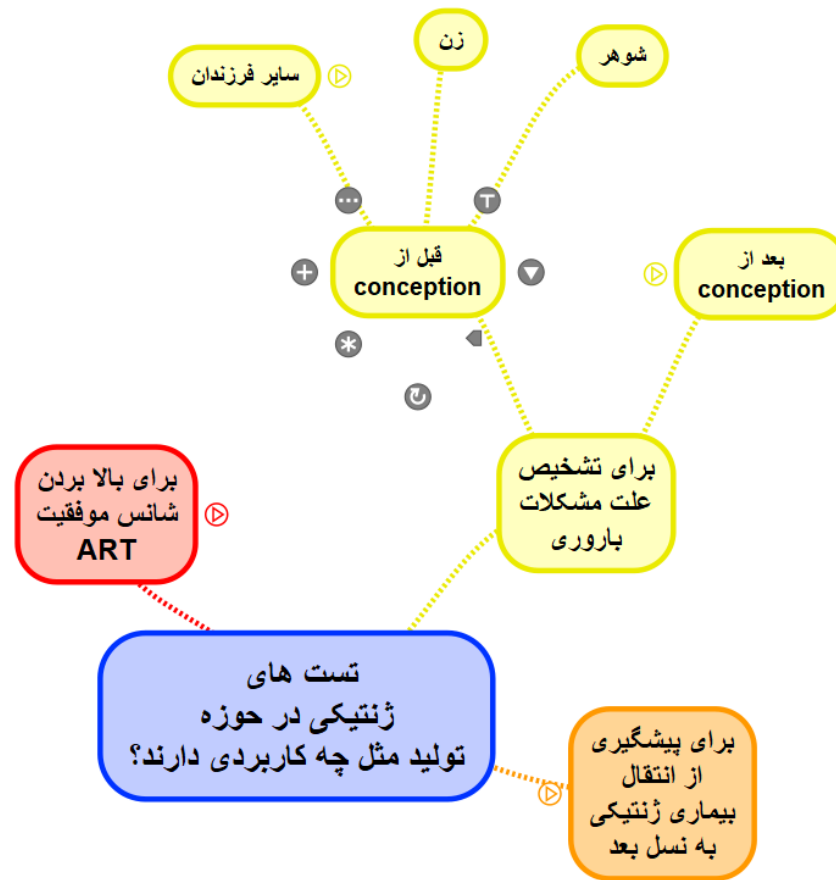 شوهر
زن
سایر فرزندان
قبل از
conception
بعد از
conception
برای تشخیص
علت مشکلات
باروری
برای بالا بردن
شانس موفقیت
ART
تست های
ژنتیکی در حوزه
تولید مثل چه کاربردی دارند؟
برای پیشگیری
از انتقال
بیماری ژنتیکی
به نسل بعد